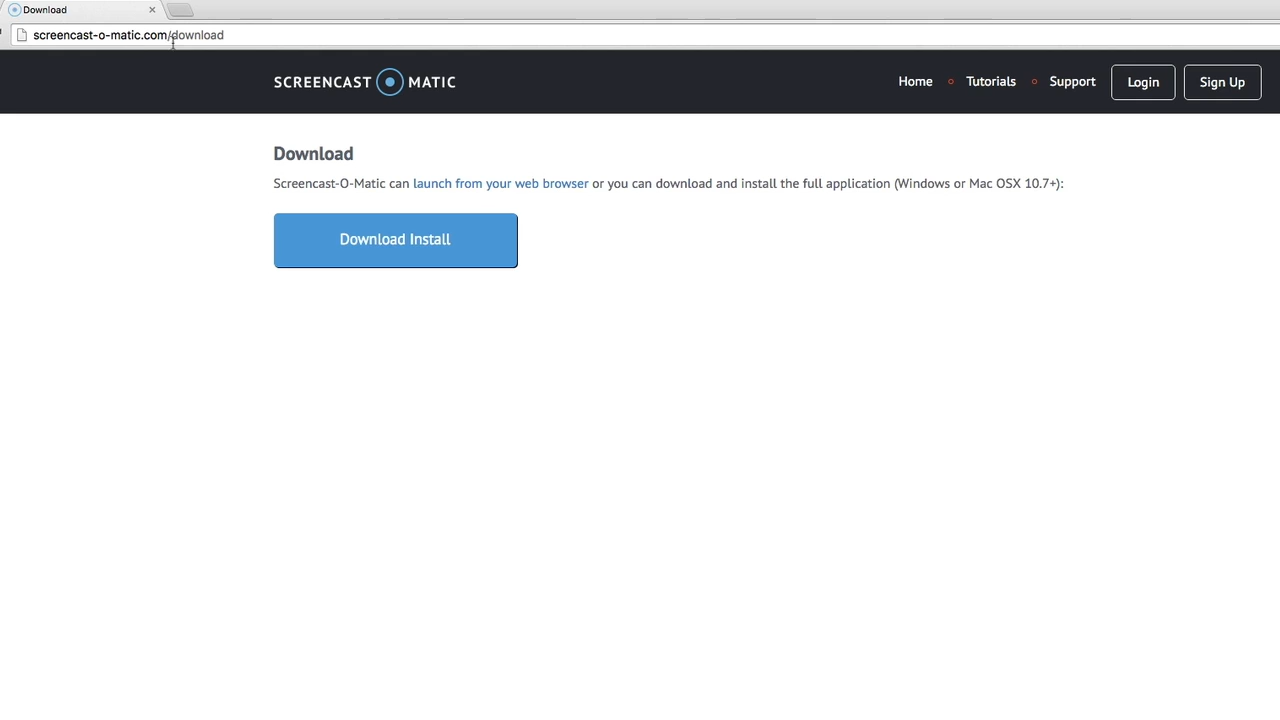 Download
screencast-o-matic.com/download
SCREENCAST MATIC
Home Tutorials Support Login Sign Up
Download
Screencast-O-Matic can launch from your web browser or you can download and install the full application (Windows or Mac OSX 10.7+):
Download Install